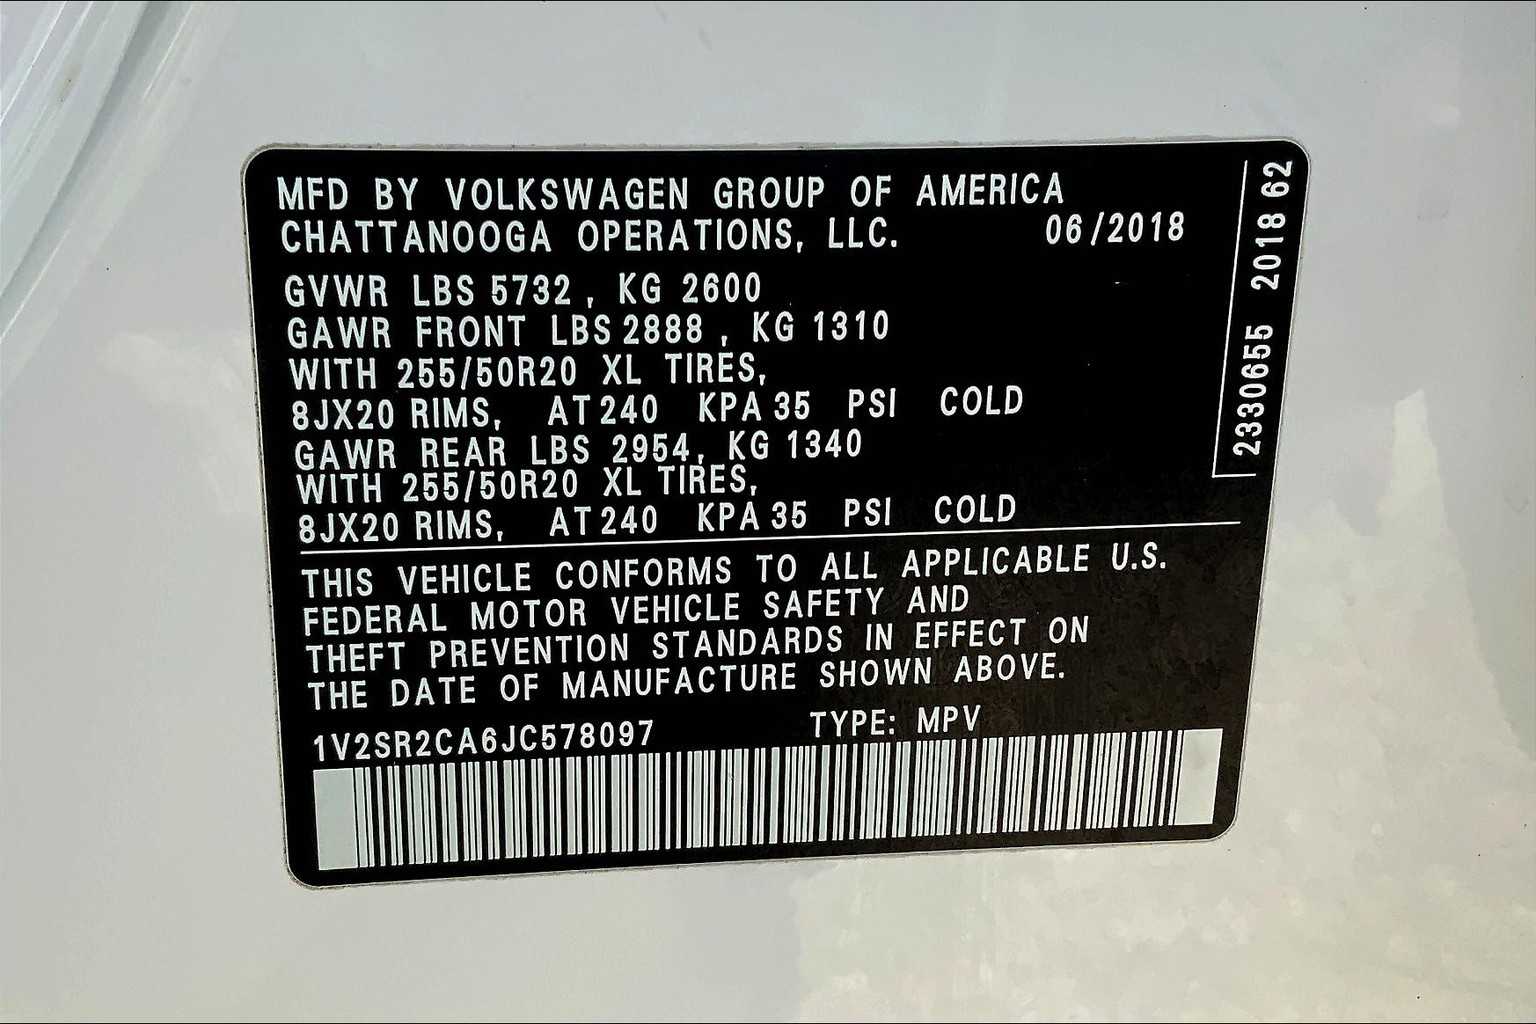 MFD BY VOLKSWAGEN GROUP OF AMERICA
CHATTANOOGA OPERATIONS, LLC. 06/2018
GVWR LBS 5732 , KG 2600
GAWR FRONT LBS 2888 , KG 1310
WITH 255/50R20 XL TIRES,
8JX20 RIMS, AT 240 KPA 35 PSI COLD
GAWR REAR LBS 2954, KG 1340
WITH 255/50R20 XL TIRES,
8JX20 RIMS, AT 240 KPA 35 PSI COLD
THIS VEHICLE CONFORMS TO ALL APPLICABLE U.S.
FEDERAL MOTOR VEHICLE SAFETY AND
THEFT PREVENTION STANDARDS IN EFFECT ON
THE DATE OF MANUFACTURE SHOWN ABOVE.
1V2SR2CA6JC578097 TYPE: MPV
2330655 2018 62